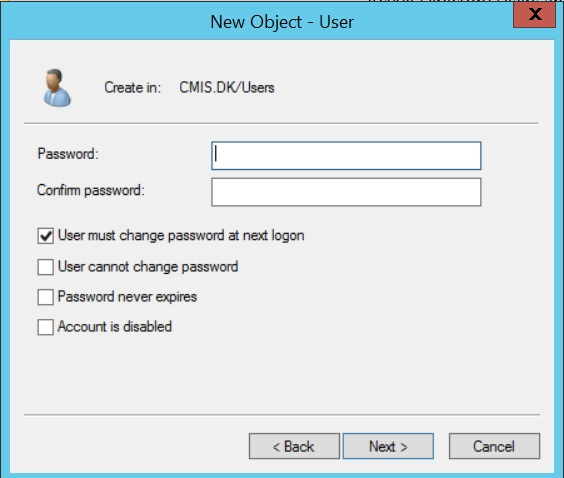 New Object - User
X
Create in: CMIS.DK/Users
Password:
Confirm password:
User must change password at next logon
User cannot change password
Password never expires
Account is disabled
< Back Next > Cancel